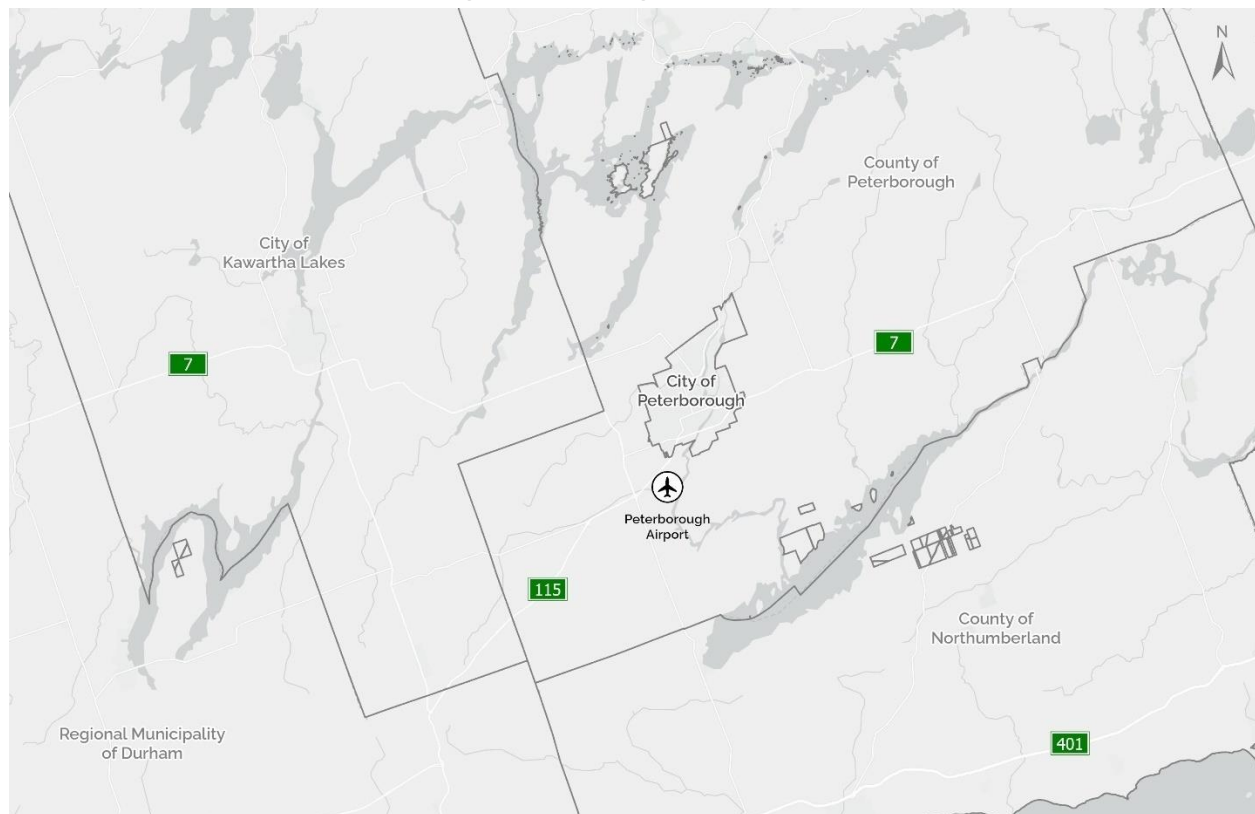 N
County of
Peterborough
City of
Kawartha Lakes
7
7
City of
Peterborough
Peterborough
Airport
115
County of
Northumberland
Regional Municipality
of Durham
401